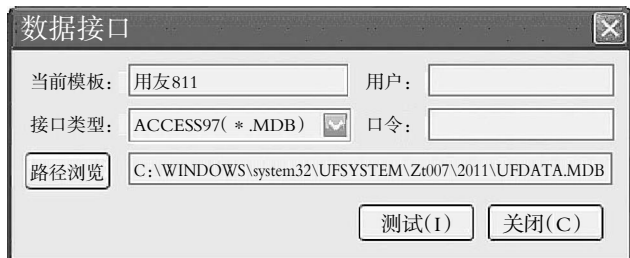 数据接口
当前模板： 用友811 用户：
接口类型： ACCESS97( *.MDB) 口令：
路径浏览 C:\WINDOWS\system32\UFSYSTEM\Zt007\2011\UFDATA.MDB
测试(I) 关闭(C)